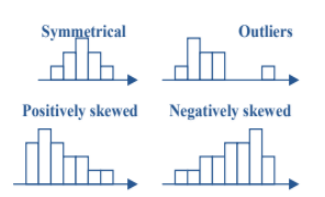 Symmetrical
Outliers
Positively skewed
Negatively skewed